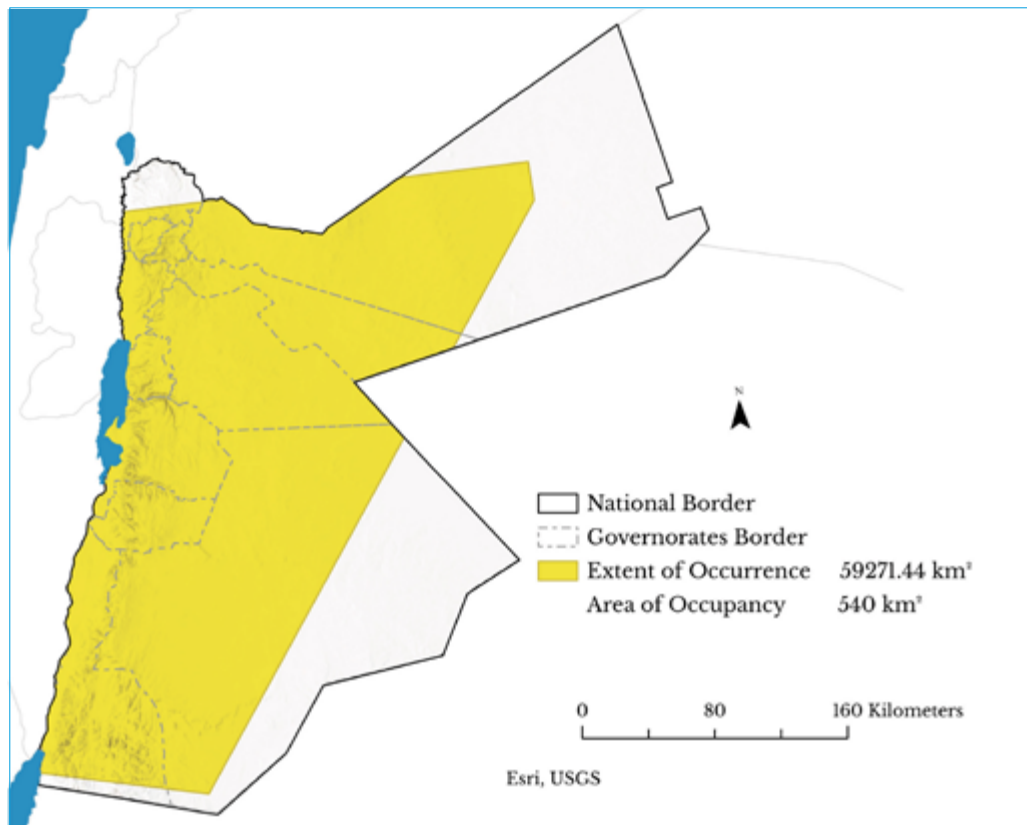 N
National Border
Governorates Border
Extent of Occurrence 59271.44 km²
Area of Occupancy 540 km²
0 80 160 Kilometers
Esri, USGS